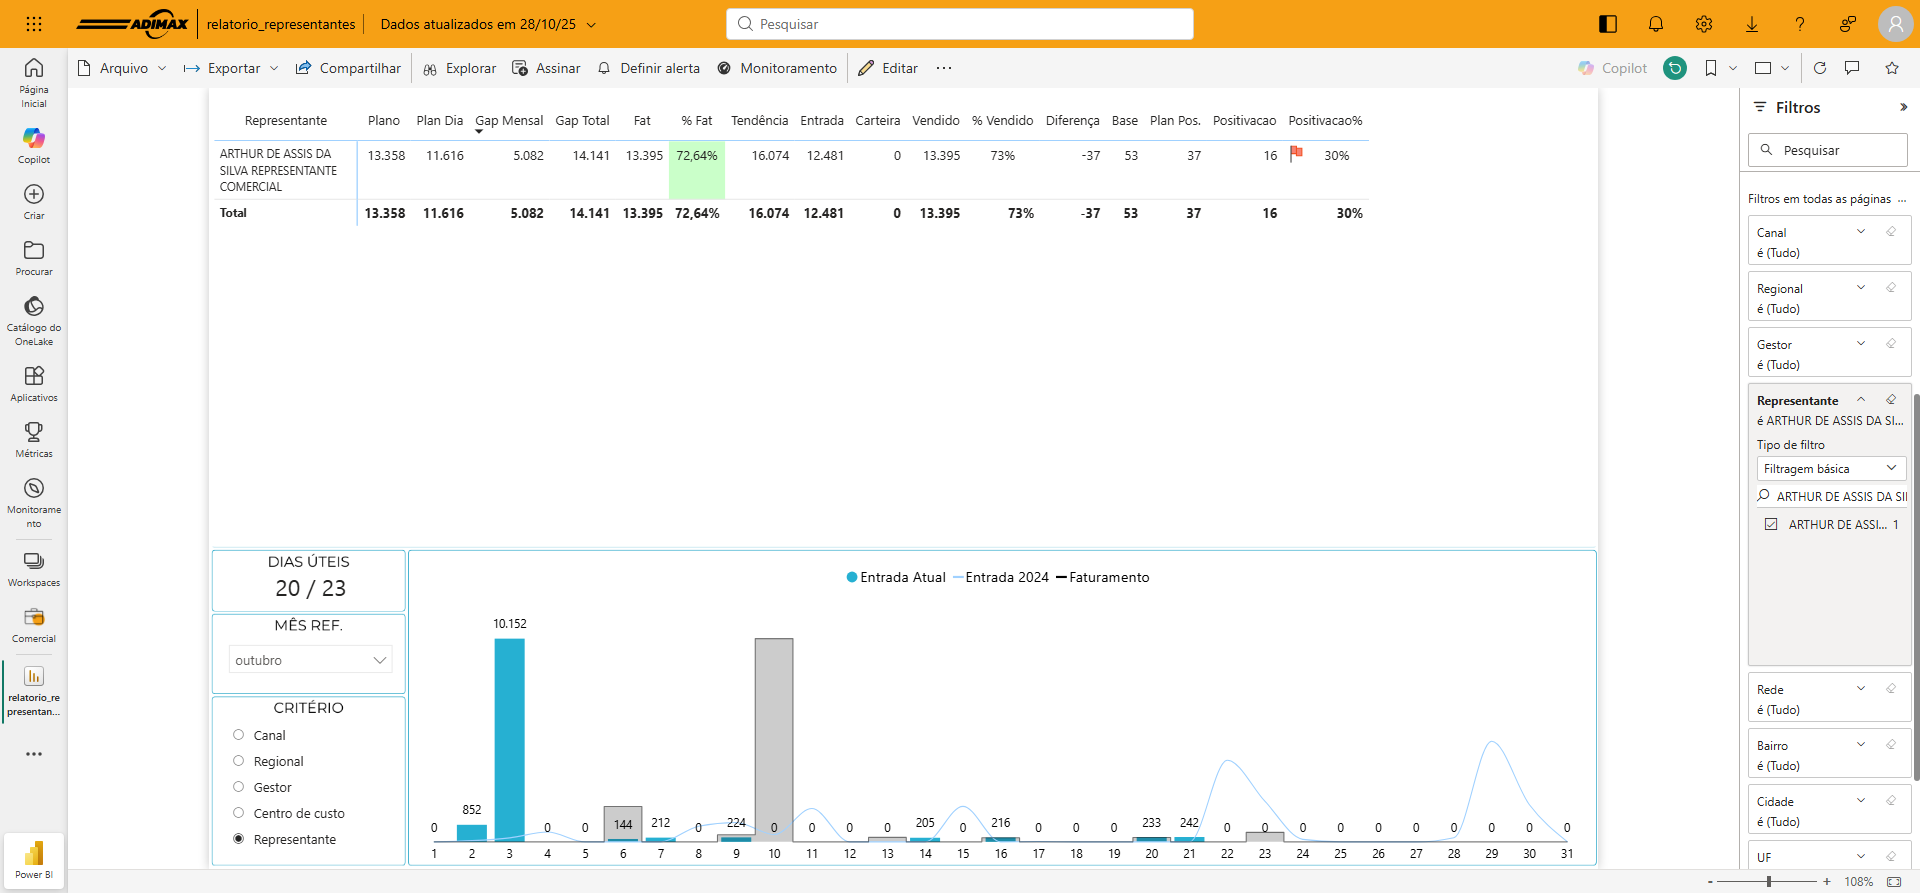 ADIMAX relatorio_representantes Dados atualizados em 28/10/25 Pesquisar
Arquivo Exportar Compartilhar Explorar Assinar Definir alerta Monitoramento Editar ... Copilot
Página Inicial
Copilot
Criar
Procurar
Catálogo do OneLake
Aplicativos
Métricas
Monitorame
nto
Workspaces
Comercial
relatorio_re
presentan...
Power BI
Representante Plano Plan Dia Gap Mensal Gap Total Fat % Fat Tendência Entrada Carteira Vendido % Vendido Diferença Base Plan Pos. Positivacao Positivacao%
ARTHUR DE ASSIS DA SILVA REPRESENTANTE COMERCIAL 13.358 11.616 5.082 14.141 13.395 72,64% 16.074 12.481 0 13.395 73% -37 53 37 16 30%
Total 13.358 11.616 5.082 14.141 13.395 72,64% 16.074 12.481 0 13.395 73% -37 53 37 16 30%
DIAS ÚTEIS
20 / 23
MÊS REF.
outubro
CRITÉRIO
Canal
Regional
Gestor
Centro de custo
Representante
Entrada Atual Entrada 2024 Faturamento
0 852 10.152 0 0 144 212 0 224 0 0 0 0 205 0 216 0 0 0 233 242 0 0 0 0 0 0 0 0 0 0
1 2 3 4 5 6 7 8 9 10 11 12 13 14 15 16 17 18 19 20 21 22 23 24 25 26 27 28 29 30 31
Filtros
Pesquisar
Filtros em todas as páginas ...
Canal
é (Tudo)
Regional
é (Tudo)
Gestor
é (Tudo)
Representante
é ARTHUR DE ASSIS DA SI...
Tipo de filtro
Filtragem básica
ARTHUR DE ASSIS DA SI
ARTHUR DE ASSI... 1
Rede
é (Tudo)
Bairro
é (Tudo)
Cidade
é (Tudo)
UF
- + 108%